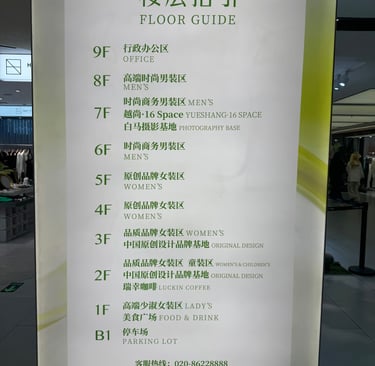 楼层指引
FLOOR GUIDE
9F 行政办公区
OFFICE
8F 高端时尚男装区
MEN'S
7F 时尚商务男装区 MEN'S
越尚·16 Space YUESHANG·16 SPACE
白马摄影基地 PHOTOGRAPHY BASE
6F 时尚商务男装区
MEN'S
5F 原创品牌女装区
WOMEN'S
4F 原创品牌女装区
WOMEN'S
3F 品质品牌女装区 WOMEN'S
中国原创设计品牌基地 ORIGINAL DESIGN
2F 品质品牌女装区 童装区 WOMEN'S & CHILDREN'S
中国原创设计品牌基地 ORIGINAL DESIGN
瑞幸咖啡 LUCKIN COFFEE
1F 高端少淑女装区 LADY'S
美食广场 FOOD & DRINK
B1 停车场
PARKING LOT
客服热线：020-86228888